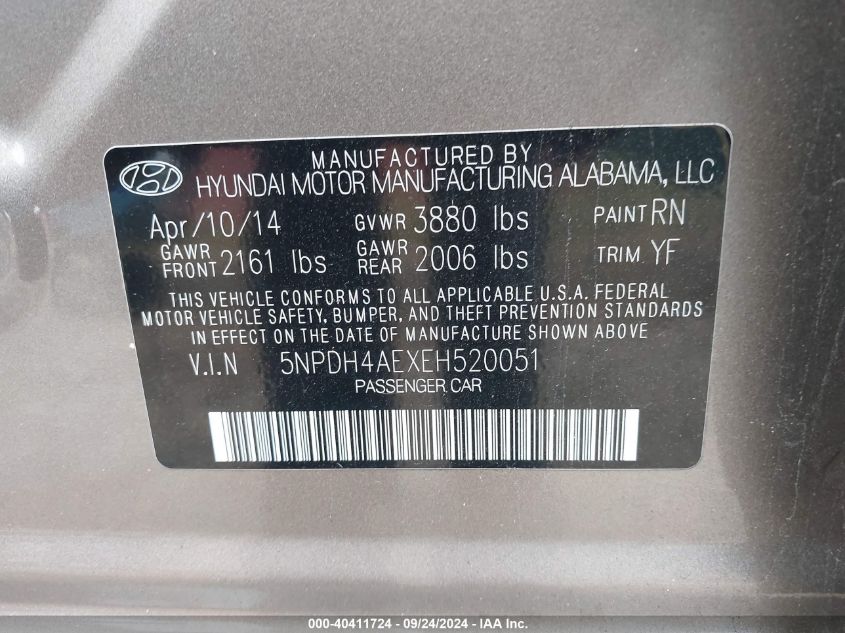 MANUFACTURED BY
HYUNDAI MOTOR MANUFACTURING ALABAMA, LLC
Apr/10/14 GVWR 3880 lbs PAINT RN
GAWR FRONT 2161 lbs GAWR REAR 2006 lbs TRIM YF
THIS VEHICLE CONFORMS TO ALL APPLICABLE U.S.A. FEDERAL
MOTOR VEHICLE SAFETY, BUMPER, AND THEFT PREVENTION STANDARDS
IN EFFECT ON THE DATE OF MANUFACTURE SHOWN ABOVE
V.I.N 5NPDH4AEXEH520051
PASSENGER CAR
000-40411724 - 09/24/2024 - IAA Inc.